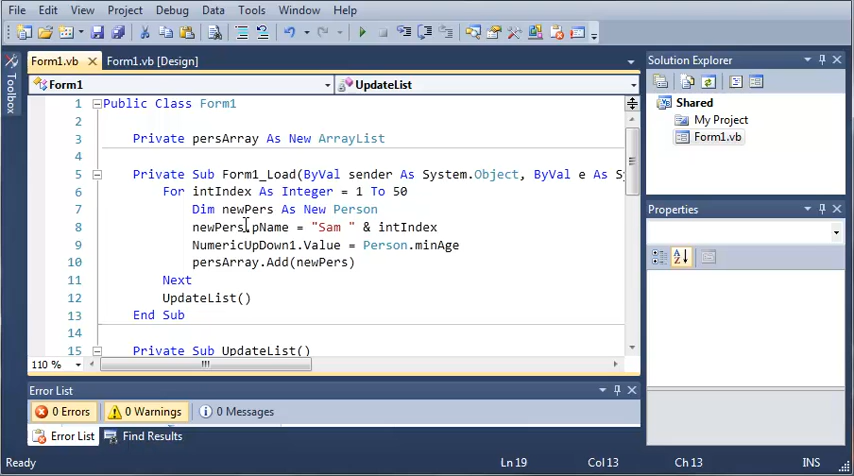 File Edit View Project Debug Data Tools Window Help
Form1.vb Form1.vb [Design]
Toolbox
Form1 UpdateList
1 Public Class Form1
2
3 Private persArray As New ArrayList
4
5 Private Sub Form1_Load(ByVal sender As System.Object, ByVal e As Sy
6 For intIndex As Integer = 1 To 50
7 Dim newPers As New Person
8 newPers.pName = "Sam " & intIndex
9 NumericUpDown1.Value = Person.minAge
10 persArray.Add(newPers)
11 Next
12 UpdateList()
13 End Sub
14
15 Private Sub UpdateList()
110 %
Solution Explorer
Shared
My Project
Form1.vb
Properties
Error List
0 Errors 0 Warnings 0 Messages
Error List Find Results
Ready Ln 19 Col 13 Ch 13 INS